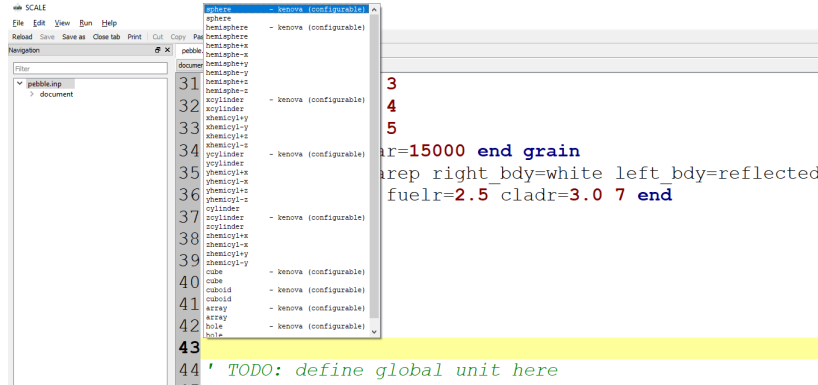 SCALE
File Edit View Run Help
Reload Save Save as Close tab Print Cut Copy Pas
Navigation
pebble.
Filter
documen
pebble.inp
document
sphere - kenova (configurable)
sphere
hemisphere - kenova (configurable)
hemisphere
hemisphe+x
hemisphe-x
hemisphe+y
hemisphe-y
hemisphe+z
hemisphe-z
xcylinder - kenova (configurable)
xcylinder
xhemicyl+y
xhemicyl-y
xhemicyl+z
xhemicyl-z
ycylinder - kenova (configurable)
ycylinder
yhemicyl+x
yhemicyl-x
yhemicyl+z
yhemicyl-z
cylinder
zcylinder - kenova (configurable)
zcylinder
zhemicyl+x
zhemicyl-x
zhemicyl+y
zhemicyl-y
cube - kenova (configurable)
cube
cuboid - kenova (configurable)
cuboid
array - kenova (configurable)
array
hole - kenova (configurable)
hole
31 3
32 4
33 5
34 ar=15000 end grain
35 arep right_bdy=white left_bdy=reflected
36 fuelr=2.5 cladr=3.0 7 end
37
38
39
40
41
42
43
44 ' TODO: define global unit here